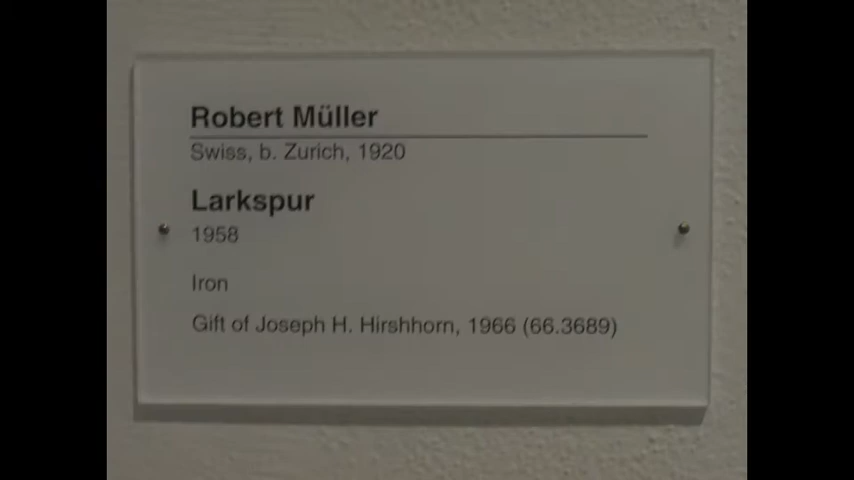 Robert Müller
Swiss, b. Zurich, 1920
Larkspur
1958
Iron
Gift of Joseph H. Hirshhorn, 1966 (66.3689)